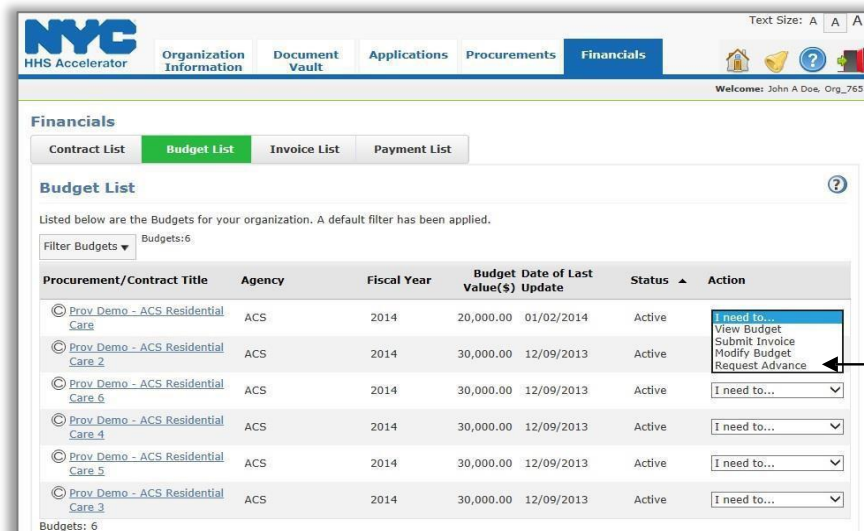 Text Size: A A A
NYC
HHS Accelerator
Organization Information
Document Vault
Applications
Procurements
Financials
Welcome: John A Doe, Org_765
Financials
Contract List
Budget List
Invoice List
Payment List
Budget List
Listed below are the Budgets for your organization. A default filter has been applied.
Filter Budgets ▼ Budgets:6
Procurement/Contract Title Agency Fiscal Year Budget Value($) Date of Last Update Status ▲ Action
© Prov Demo - ACS Residential Care ACS 2014 20,000.00 01/02/2014 Active I need to...
View Budget
Submit Invoice
Modify Budget
Request Advance
© Prov Demo - ACS Residential Care 2 ACS 2014 30,000.00 12/09/2013 Active
© Prov Demo - ACS Residential Care 6 ACS 2014 30,000.00 12/09/2013 Active I need to...
© Prov Demo - ACS Residential Care 4 ACS 2014 30,000.00 12/09/2013 Active I need to...
© Prov Demo - ACS Residential Care 5 ACS 2014 30,000.00 12/09/2013 Active I need to...
© Prov Demo - ACS Residential Care 3 ACS 2014 30,000.00 12/09/2013 Active I need to...
Budgets: 6